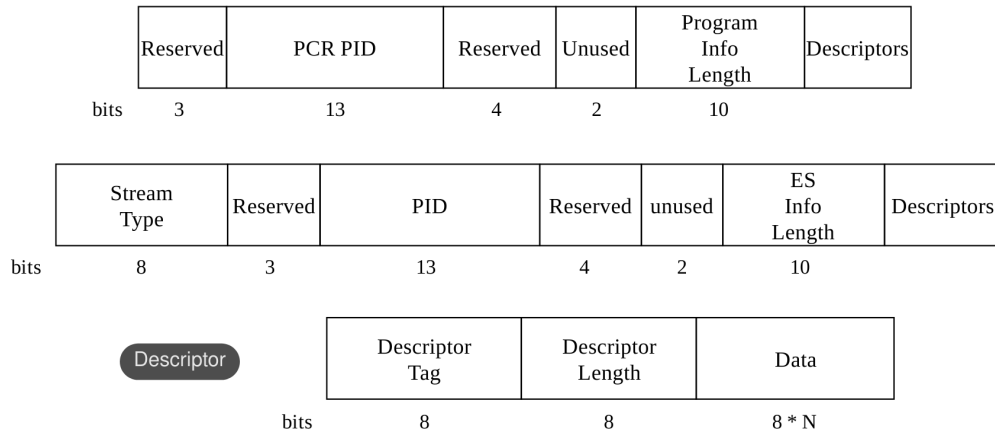 Reserved PCR PID Reserved Unused Program Info Length Descriptors
bits 3 13 4 2 10
Stream Type Reserved PID Reserved unused ES Info Length Descriptors
bits 8 3 13 4 2 10
Descriptor
Descriptor Tag Descriptor Length Data
bits 8 8 8 * N